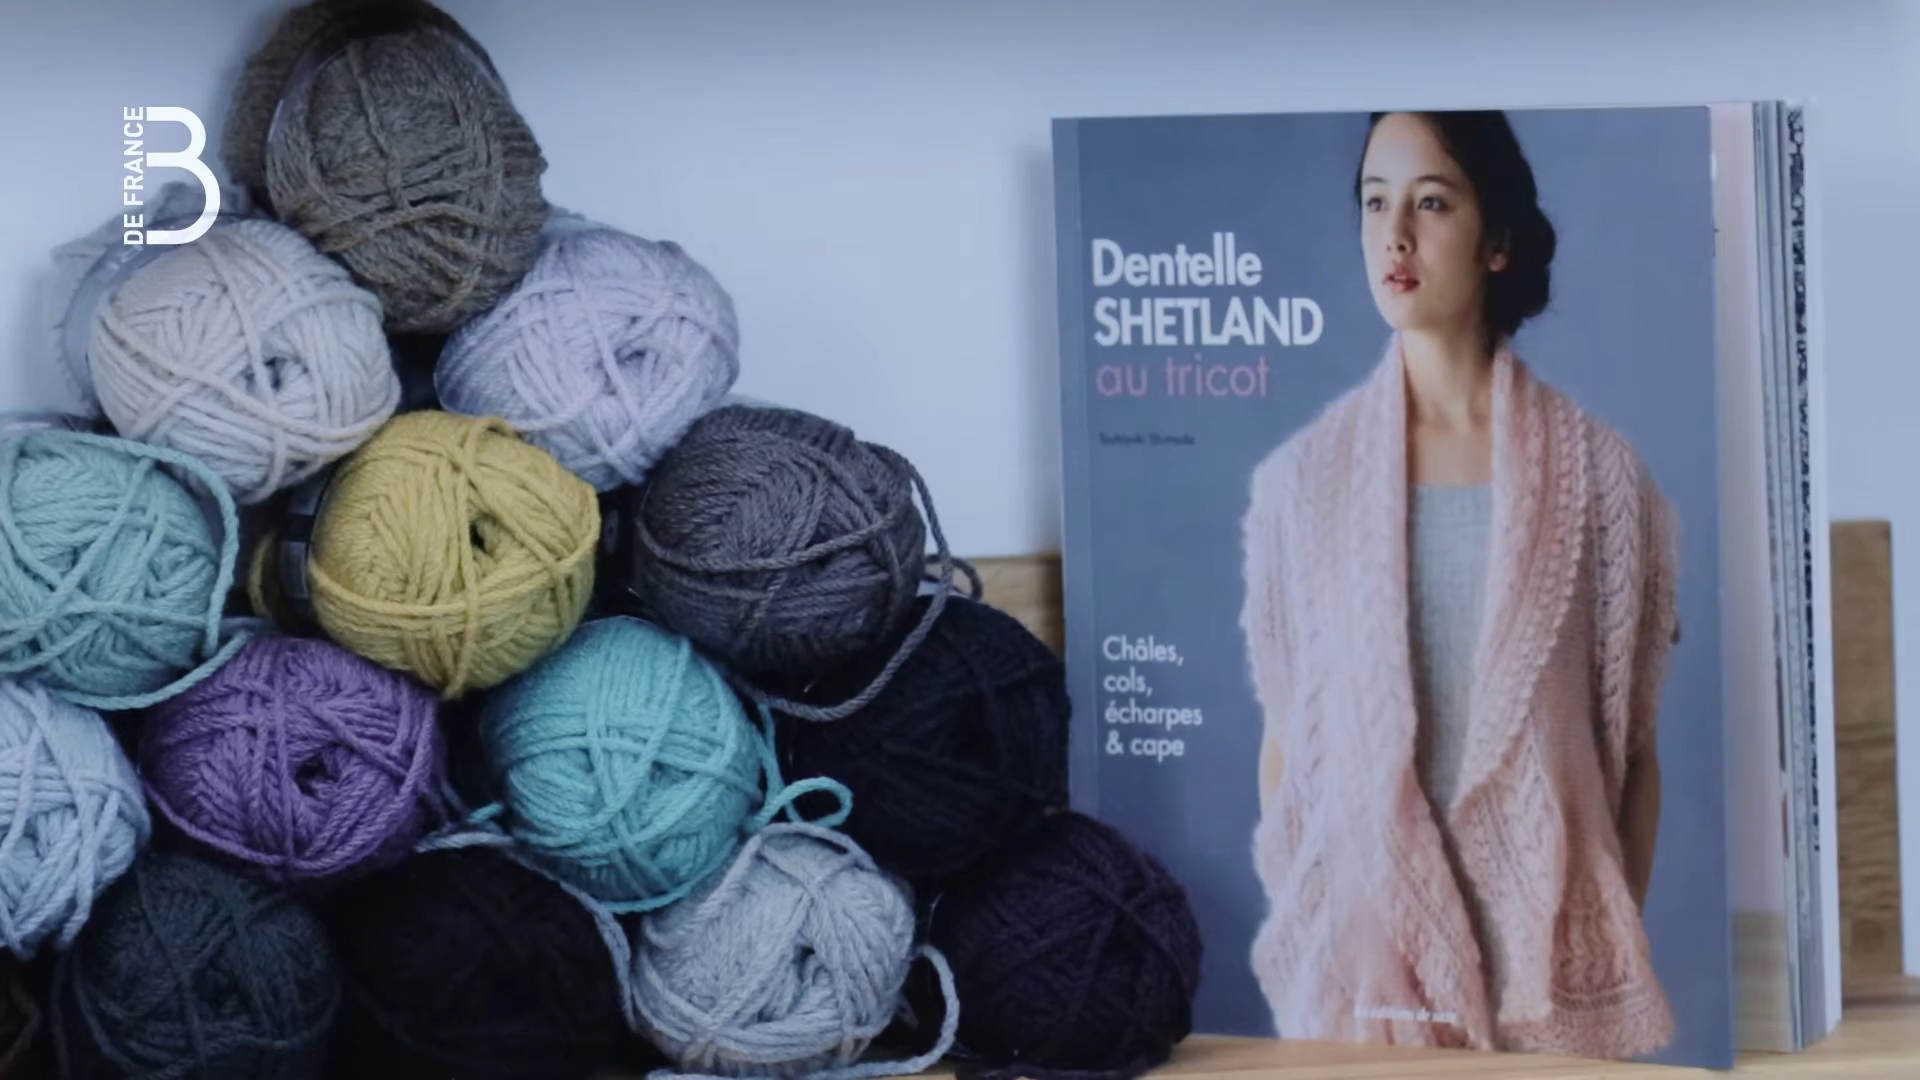 DE FRANCE
B
Dentelle
SHETLAND
au tricot
Châles,
cols,
écharpes
& cape